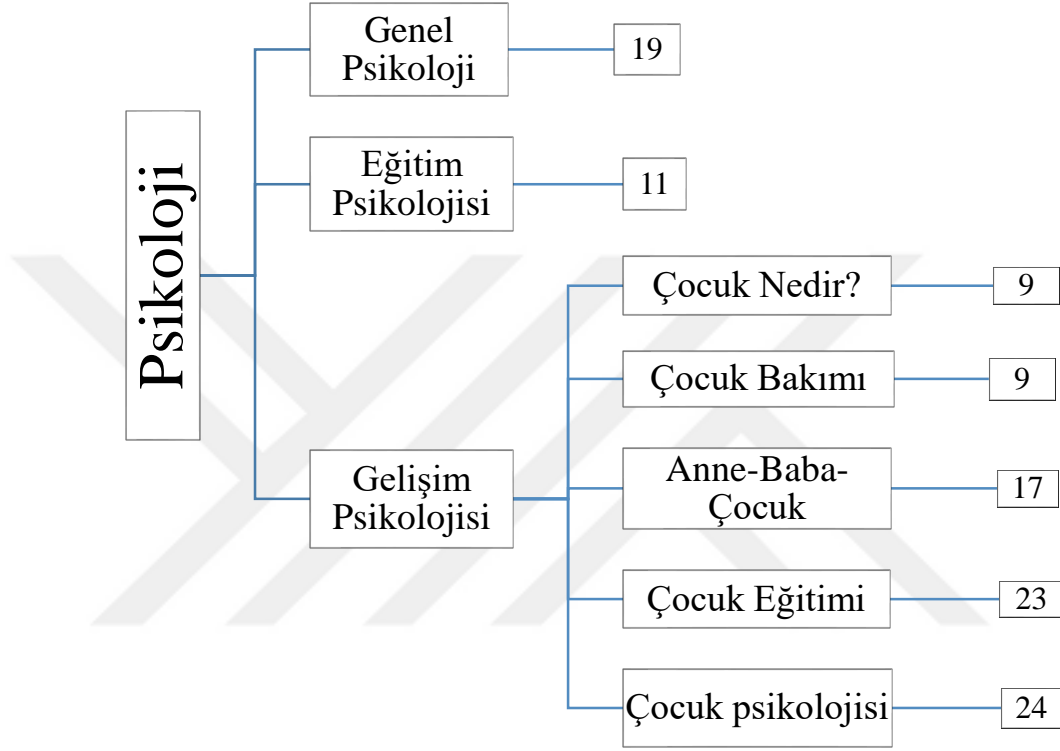 Psikoloji
Genel
Psikoloji
19
Eğitim
Psikolojisi
11
Gelişim
Psikolojisi
Çocuk Nedir?
9
Çocuk Bakımı
9
Anne-Baba-
Çocuk
17
Çocuk Eğitimi
23
Çocuk psikolojisi
24